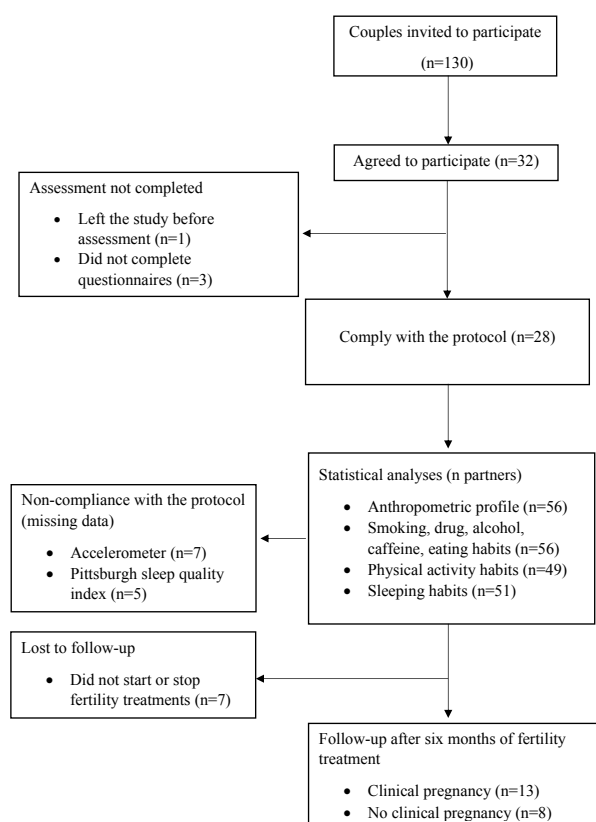 Couples invited to participate
(n=130)
Agreed to participate (n=32)
Assessment not completed
• Left the study before
assessment (n=1)
• Did not complete
questionnaires (n=3)
Comply with the protocol (n=28)
Statistical analyses (n partners)
• Anthropometric profile (n=56)
• Smoking, drug, alcohol,
caffeine, eating habits (n=56)
• Physical activity habits (n=49)
• Sleeping habits (n=51)
Non-compliance with the protocol
(missing data)
• Accelerometer (n=7)
• Pittsburgh sleep quality
index (n=5)
Lost to follow-up
• Did not start or stop
fertility treatments (n=7)
Follow-up after six months of fertility
treatment
• Clinical pregnancy (n=13)
• No clinical pregnancy (n=8)